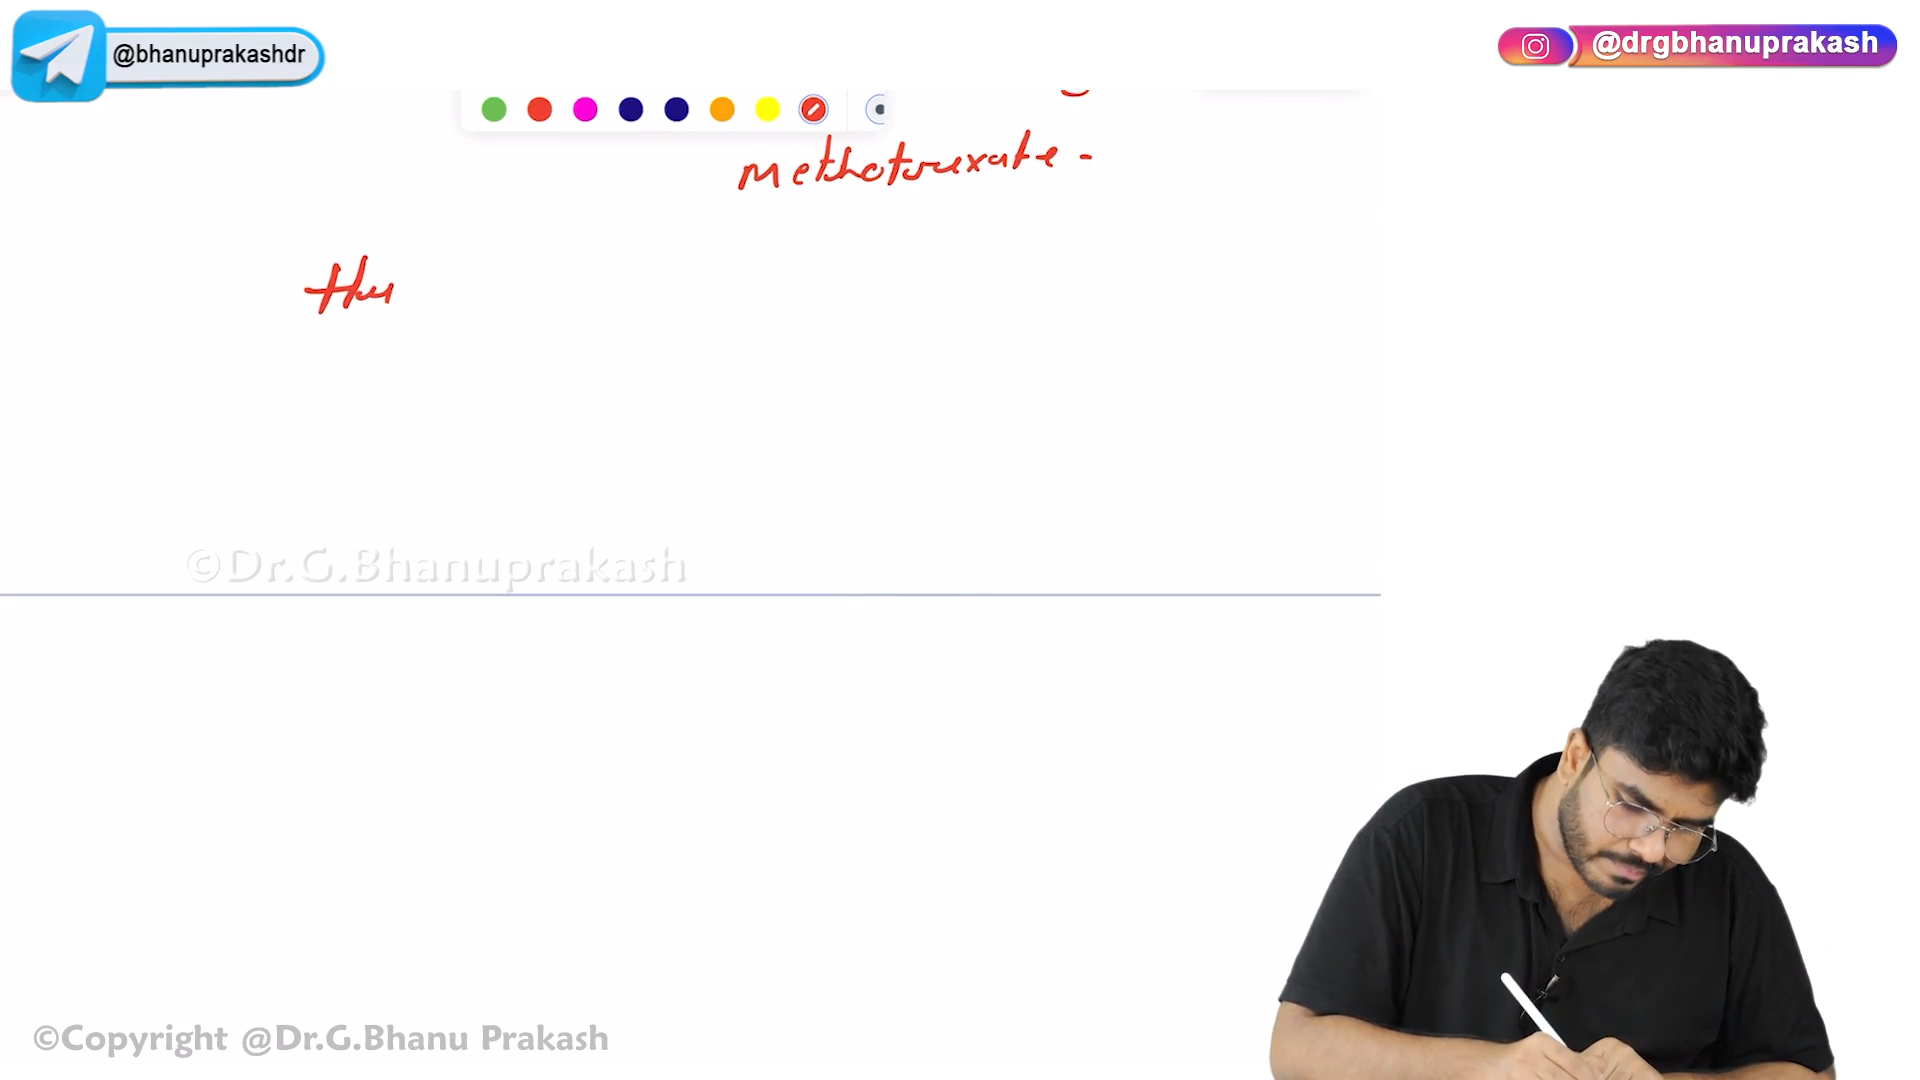 @bhanuprakashdr
@drgbhanuprakash
Methotrexate -
©Dr.G.Bhanuprakash
©Copyright @Dr.G.Bhanu Prakash